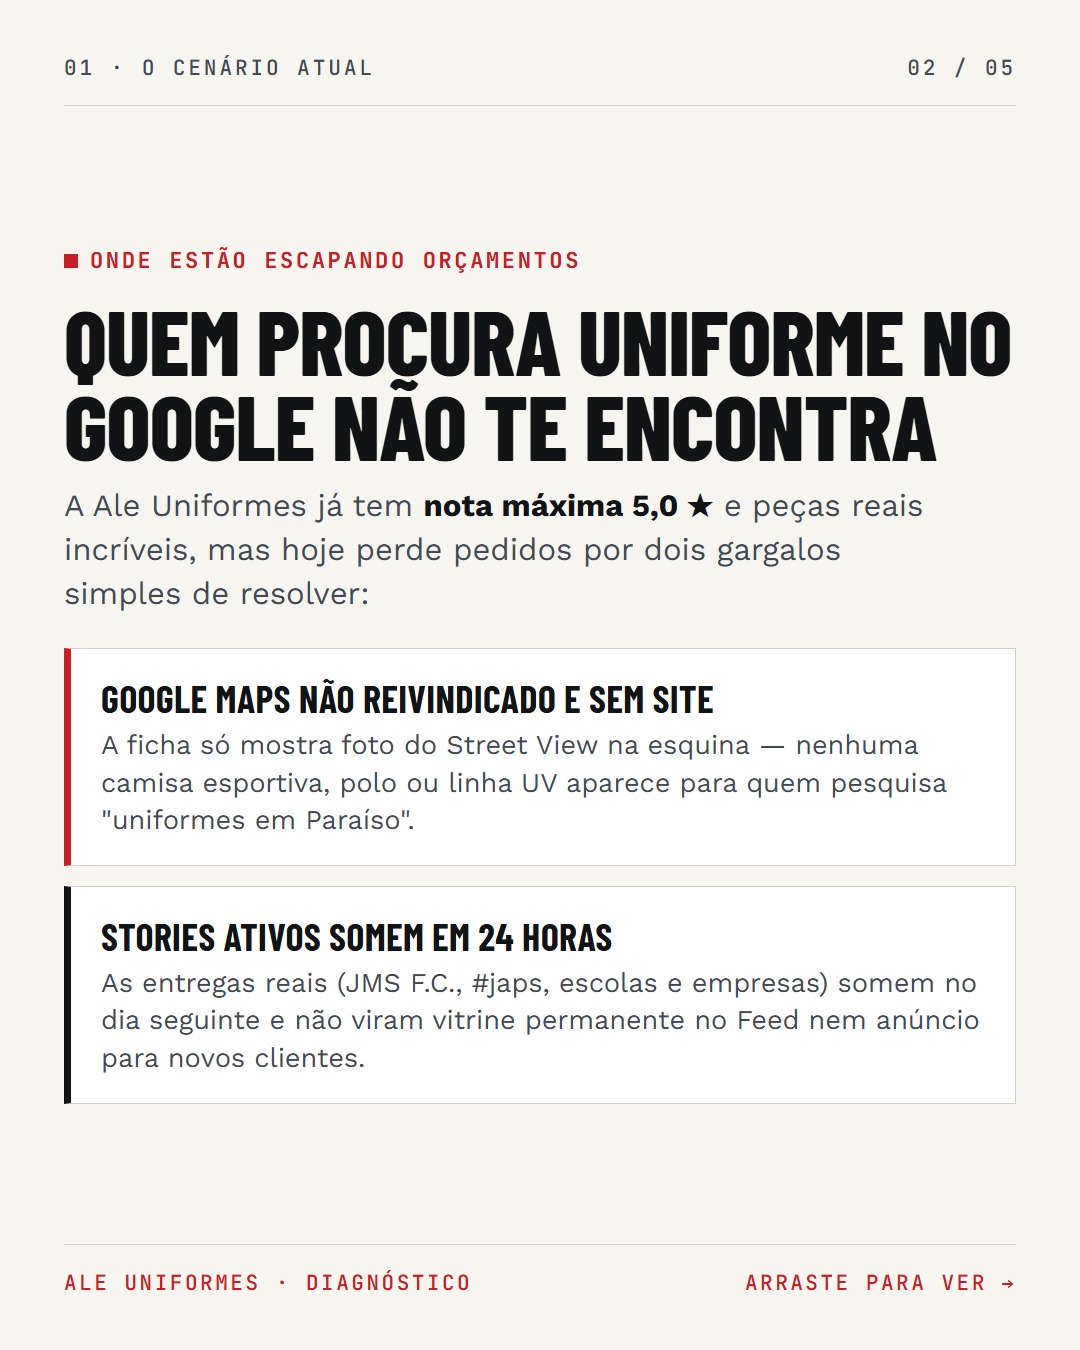 01 · O CENÁRIO ATUAL
02 / 05
ONDE ESTÃO ESCAPANDO ORÇAMENTOS
QUEM PROCURA UNIFORME NO
GOOGLE NÃO TE ENCONTRA
A Ale Uniformes já tem nota máxima 5,0 ★ e peças reais
incríveis, mas hoje perde pedidos por dois gargalos
simples de resolver:
GOOGLE MAPS NÃO REIVINDICADO E SEM SITE
A ficha só mostra foto do Street View na esquina — nenhuma
camisa esportiva, polo ou linha UV aparece para quem pesquisa
"uniformes em Paraíso".
STORIES ATIVOS SOMEM EM 24 HORAS
As entregas reais (JMS F.C., #japs, escolas e empresas) somem no
dia seguinte e não viram vitrine permanente no Feed nem anúncio
para novos clientes.
ALE UNIFORMES · DIAGNÓSTICO
ARRASTE PARA VER →